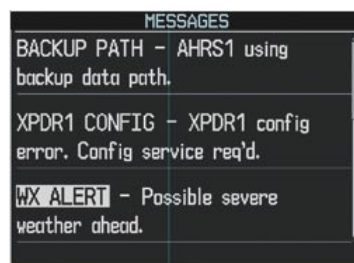 MESSAGES
BACKUP PATH – AHRS1 using
backup data path.
XPDR1 CONFIG – XPDR1 config
error. Config service req'd.
WX ALERT – Possible severe
weather ahead.